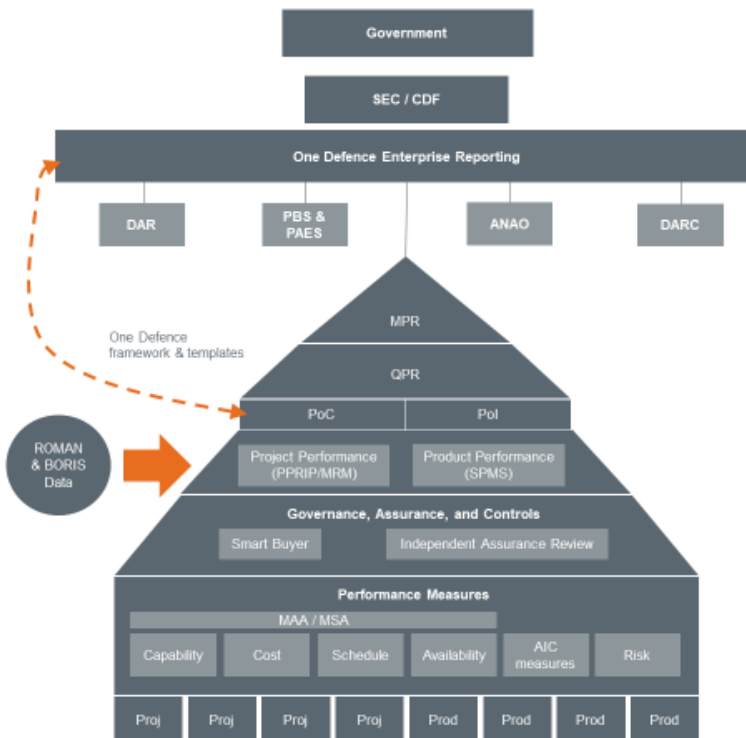 Government
SEC / CDF
One Defence Enterprise Reporting
DAR
PBS &
PAES
ANAO
DARC
MPR
One Defence
framework & templates
QPR
PoC
PoI
ROMAN
& BORIS
Data
Project Performance
(PPRIP/MRM)
Product Performance
(SPMS)
Governance, Assurance, and Controls
Smart Buyer
Independent Assurance Review
Performance Measures
MAA / MSA
Capability
Cost
Schedule
Availability
AIC
measures
Risk
Proj
Proj
Proj
Proj
Prod
Prod
Prod
Prod